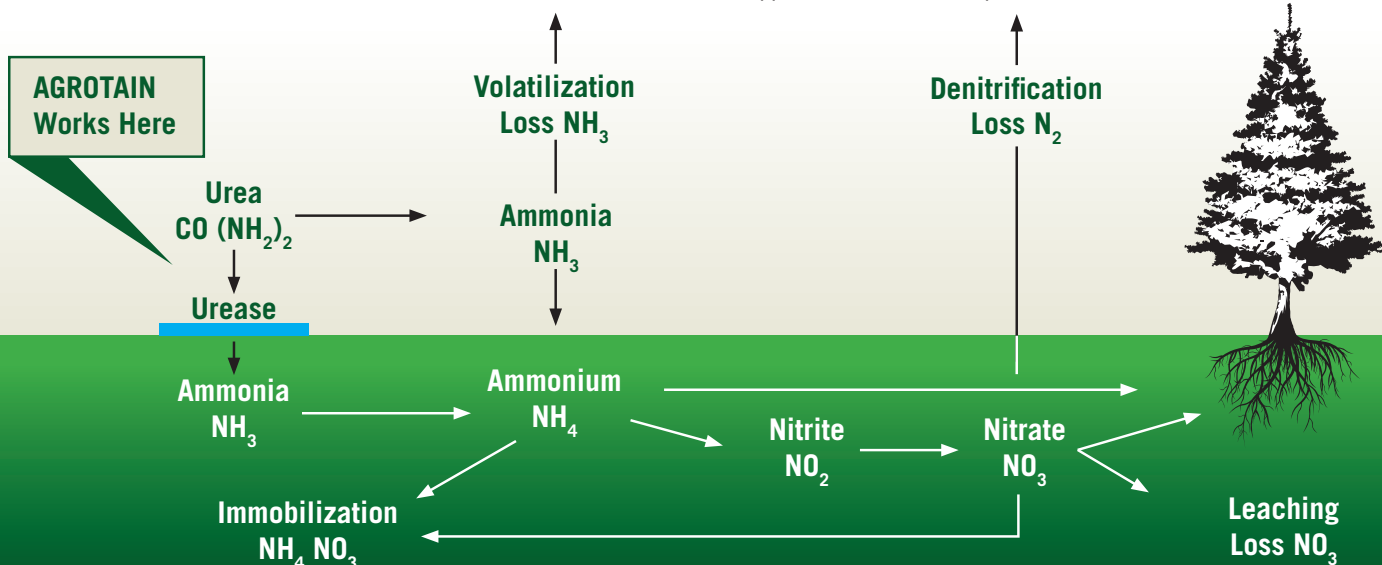 AGROTAIN
Works Here
Volatilization
Loss NH₃
Denitrification
Loss N₂
Urea
CO (NH₂)₂
Ammonia
NH₃
Urease
Ammonia
NH₃
Ammonium
NH₄
Nitrite
NO₂
Nitrate
NO₃
Immobilization
NH₄ NO₃
Leaching
Loss NO₃